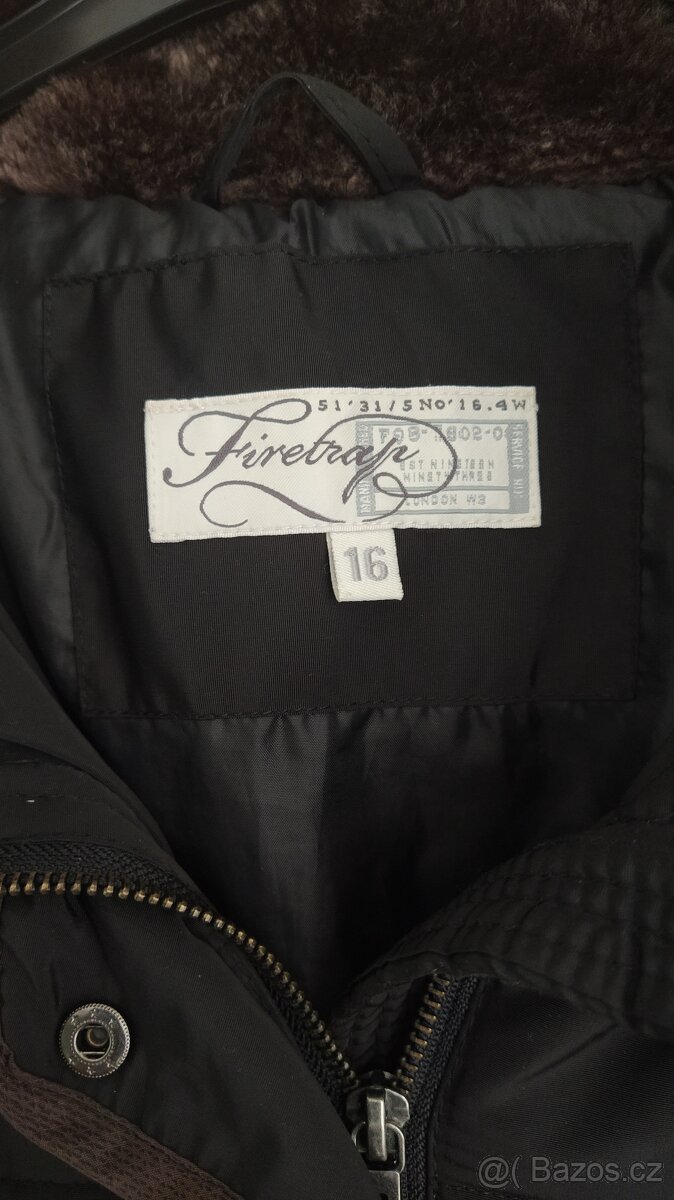 51'31/5 NO'16.4W
Firetrap
EST NINETEEN
NINETY THREE
LONDON W3
16
@( Bazos.cz